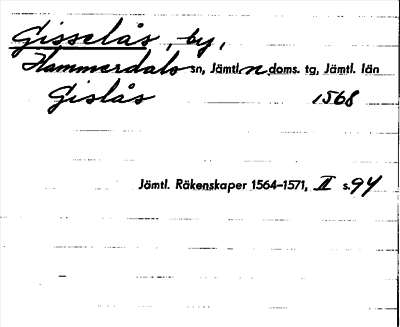 Gisselås, by,
Hammerdals sn, Jämtl. n. doms. tg, Jämtl. län
Gislås 1568
Jämtl. Räkenskaper 1564-1571, II s. 94